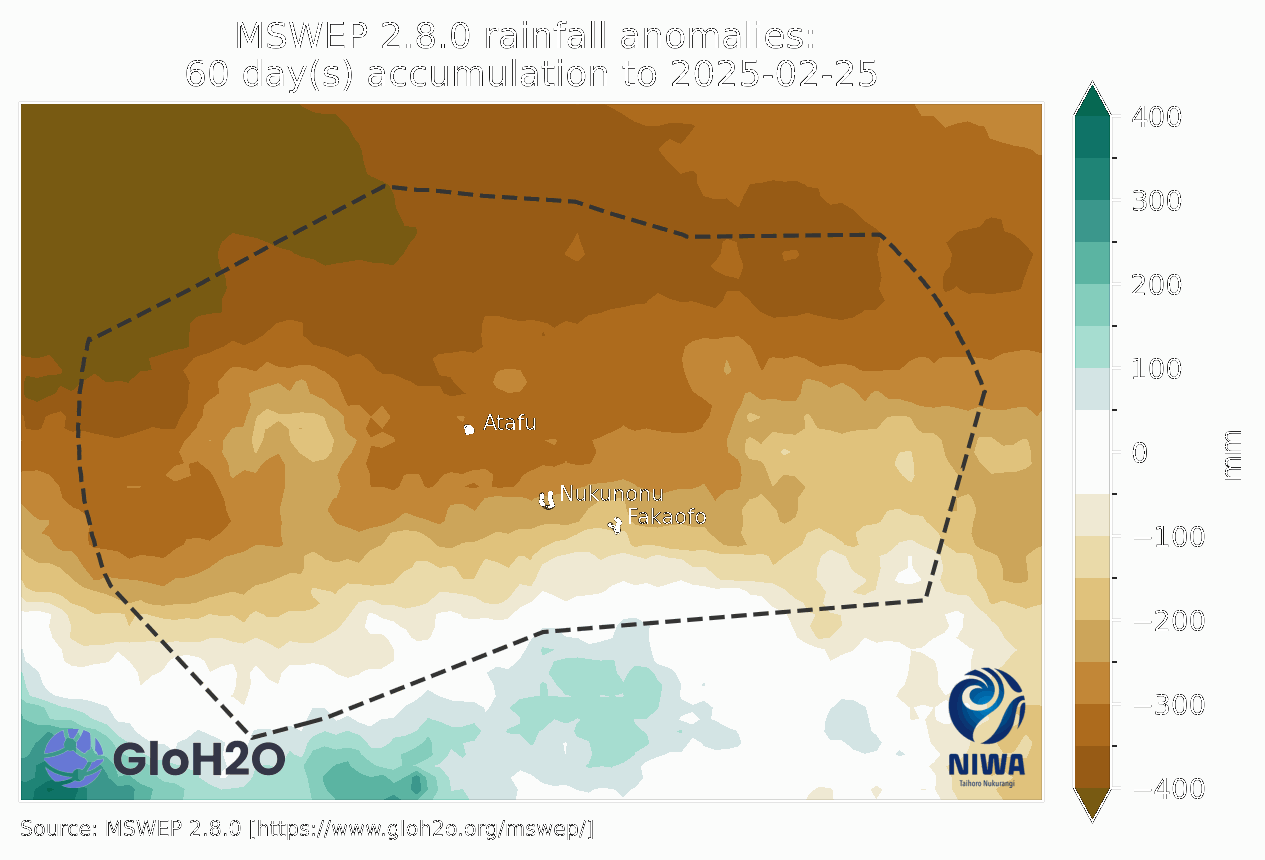 MSWEP 2.8.0 rainfall anomalies:
60 day(s) accumulation to 2025-02-25
400
300
200
100
0
−100
−200
−300
−400
mm
Atafu
Nukunonu
Fakaofo
GloH2O
NIWA
Taihoro Nukurangi
Source: MSWEP 2.8.0 [https://www.gloh2o.org/mswep/]